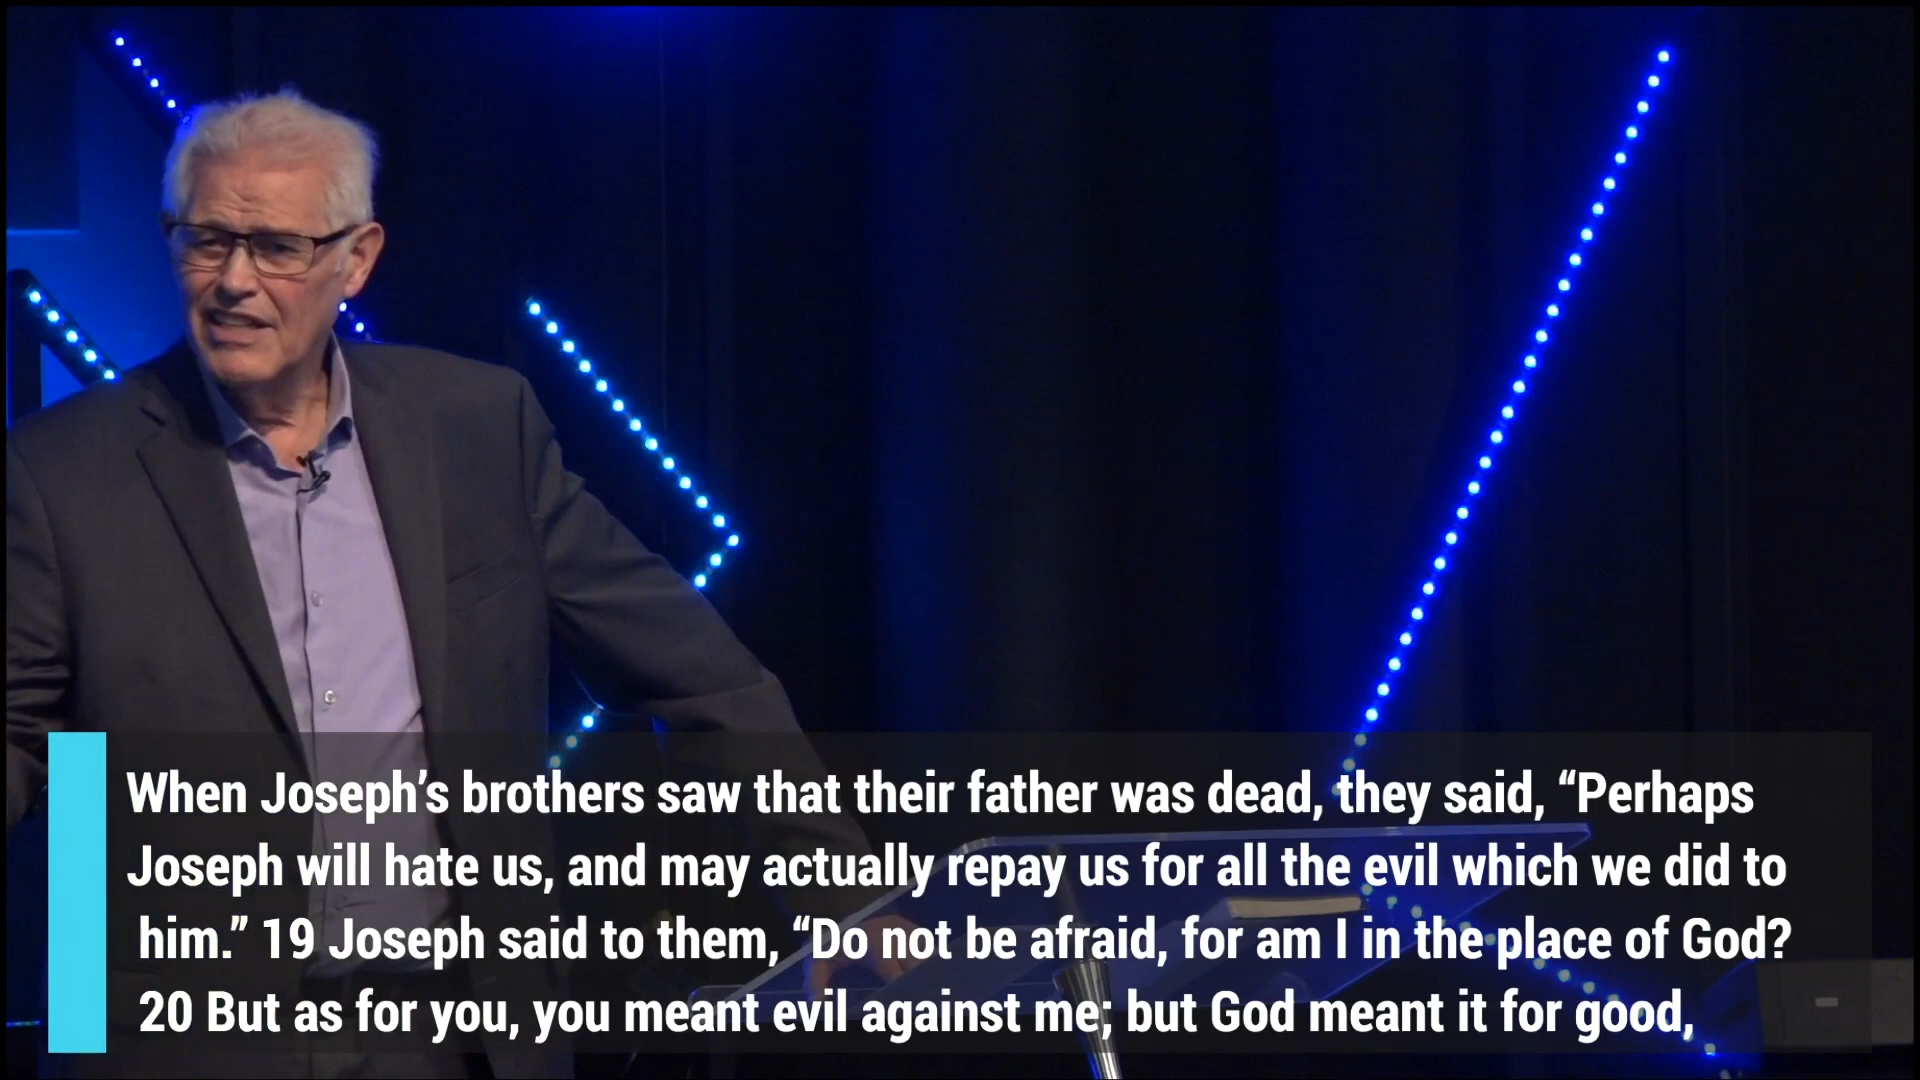 When Joseph’s brothers saw that their father was dead, they said, “Perhaps
Joseph will hate us, and may actually repay us for all the evil which we did to
him.” 19 Joseph said to them, “Do not be afraid, for am I in the place of God?
20 But as for you, you meant evil against me; but God meant it for good,